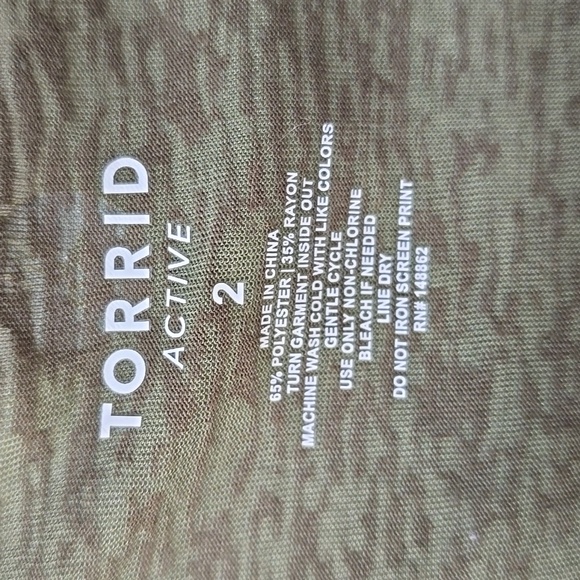 TORRID
ACTIVE
2
MADE IN CHINA
65% POLYESTER | 35% RAYON
TURN GARMENT INSIDE OUT
MACHINE WASH COLD WITH LIKE COLORS
GENTLE CYCLE
USE ONLY NON-CHLORINE
BLEACH IF NEEDED
LINE DRY
DO NOT IRON SCREEN PRINT
RN# 148862